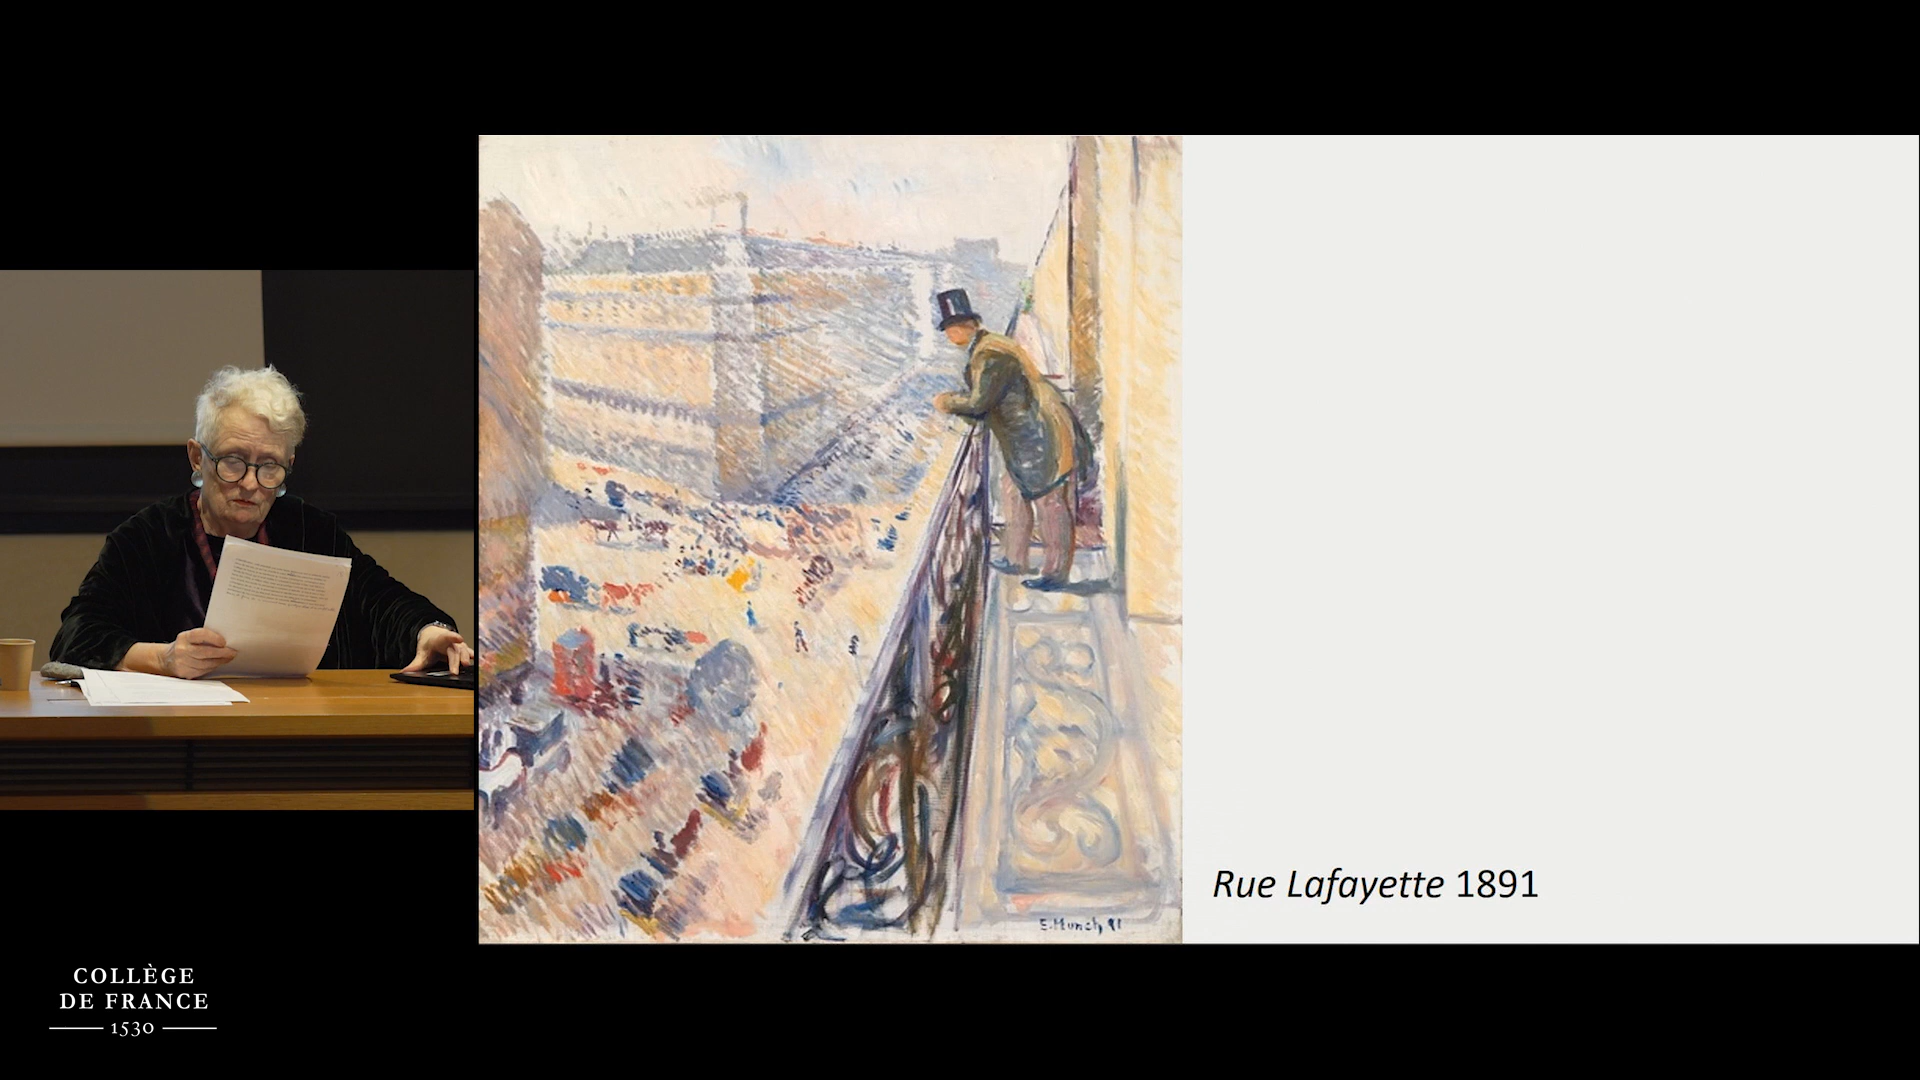 E. Munch 91
Rue Lafayette 1891
COLLÈGE
DE FRANCE
1530